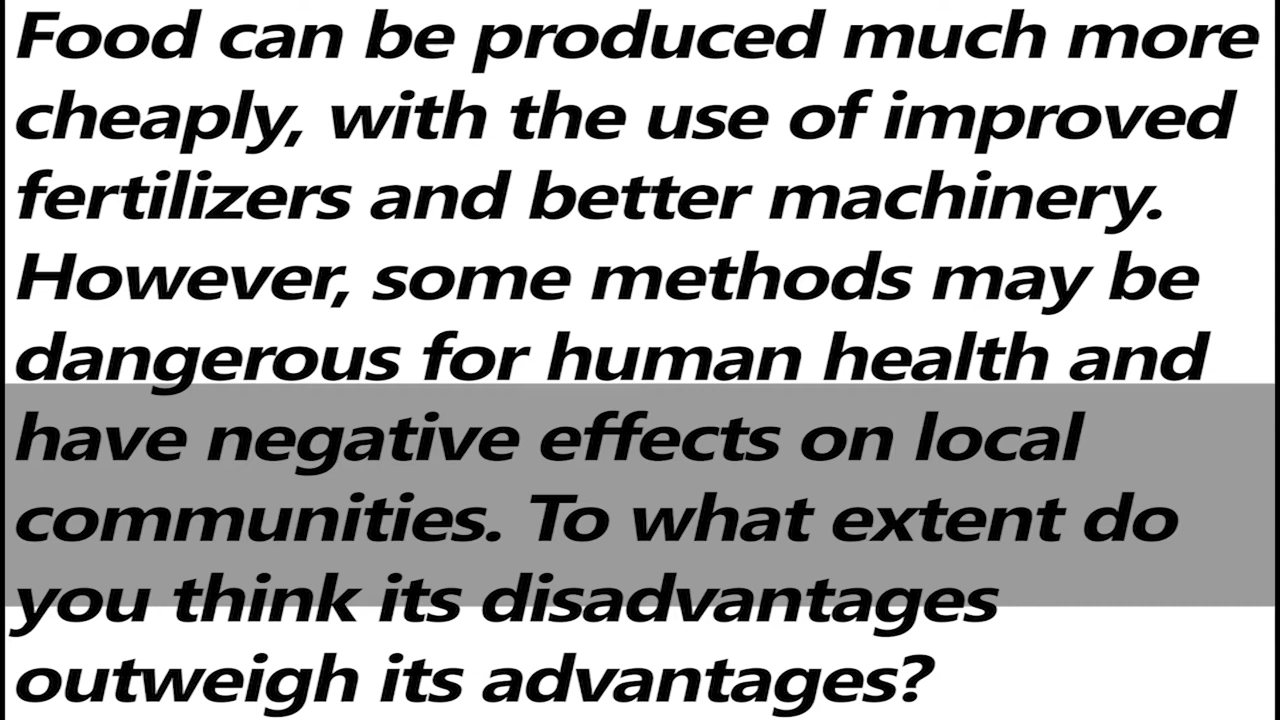 Food can be produced much more
cheaply, with the use of improved
fertilizers and better machinery.
However, some methods may be
dangerous for human health and
have negative effects on local
communities. To what extent do
you think its disadvantages
outweigh its advantages?